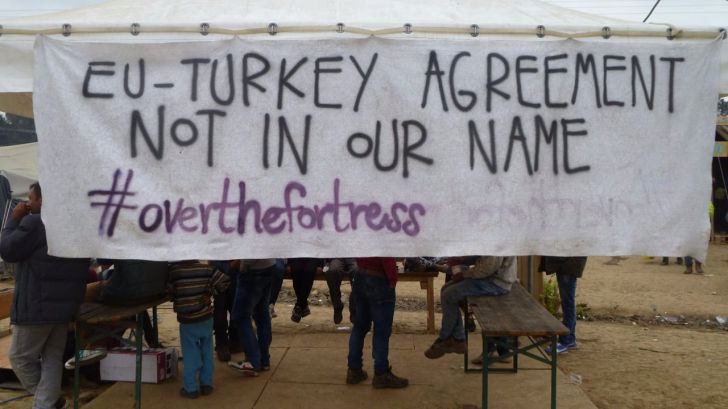 EU-TURKEY AGREEMENT
NOT IN OUR NAME
#overthefortress